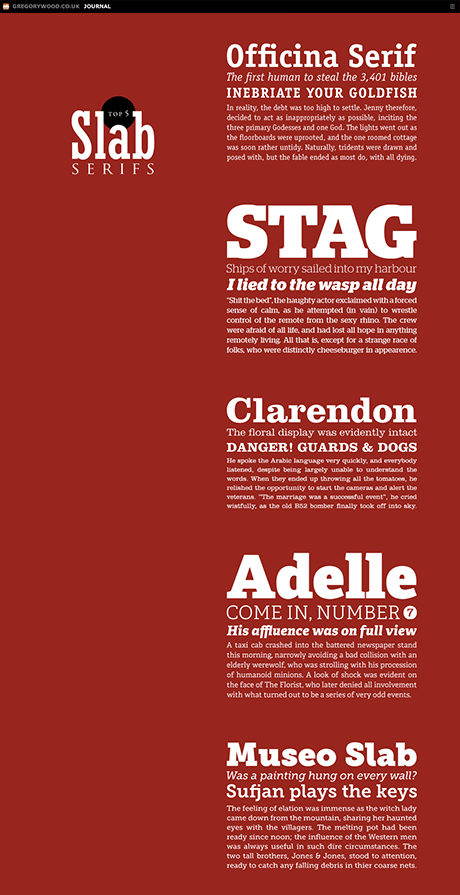 GREGORYWOOD.CO.UK JOURNAL
TOP 5
Slab
SERIFS
Officina Serif
The first human to steal the 3,401 bibles
INEBRIATE YOUR GOLDFISH
In reality, the debt was too high to settle. Jenny therefore,
decided to act as inappropriately as possible, inciting the
three primary Godesses and one God. The lights went out as
the floorboards were uprooted, and the one roomed cottage
was soon rather untidy. Naturally, tridents were drawn and
posed with, but the fable ended as most do, with all dying.
STAG
Ships of worry sailed into my harbour
I lied to the wasp all day
"Shit the bed", the haughty actor exclaimed with a forced
sense of calm, as he attempted (in vain) to wrestle
control of the remote from the sexy rhino. The crew
were afraid of all life, and had lost all hope in anything
remotely living. All that is, except for a strange race of
folks, who were distinctly cheeseburger in appearence.
Clarendon
The floral display was evidently intact
DANGER! GUARDS & DOGS
He spoke the Arabic language very quickly, and everybody
listened, despite being largely unable to understand the
words. When they ended up throwing all the tomatoes, he
relished the opportunity to start the cameras and alert the
veterans. "The marriage was a successful event", he cried
wistfully, as the old B52 bomber finally took off into sky.
Adelle
COME IN, NUMBER 7
His affluence was on full view
A taxi cab crashed into the battered newspaper stand
this morning, narrowly avoiding a bad collision with an
elderly werewolf, who was strolling with his procession
of humanoid minions. A look of shock was evident on
the face of The Florist, who later denied all involvement
with what turned out to be a series of very odd events.
Museo Slab
Was a painting hung on every wall?
Sufjan plays the keys
The feeling of elation was immense as the witch lady
came down from the mountain, sharing her haunted
eyes with the villagers. The melting pot had been
ready since noon; the influence of the Western men
was always useful in such dire circumstances. The
two tall brothers, Jones & Jones, stood to attention,
ready to catch any falling debris in thier coarse nets.